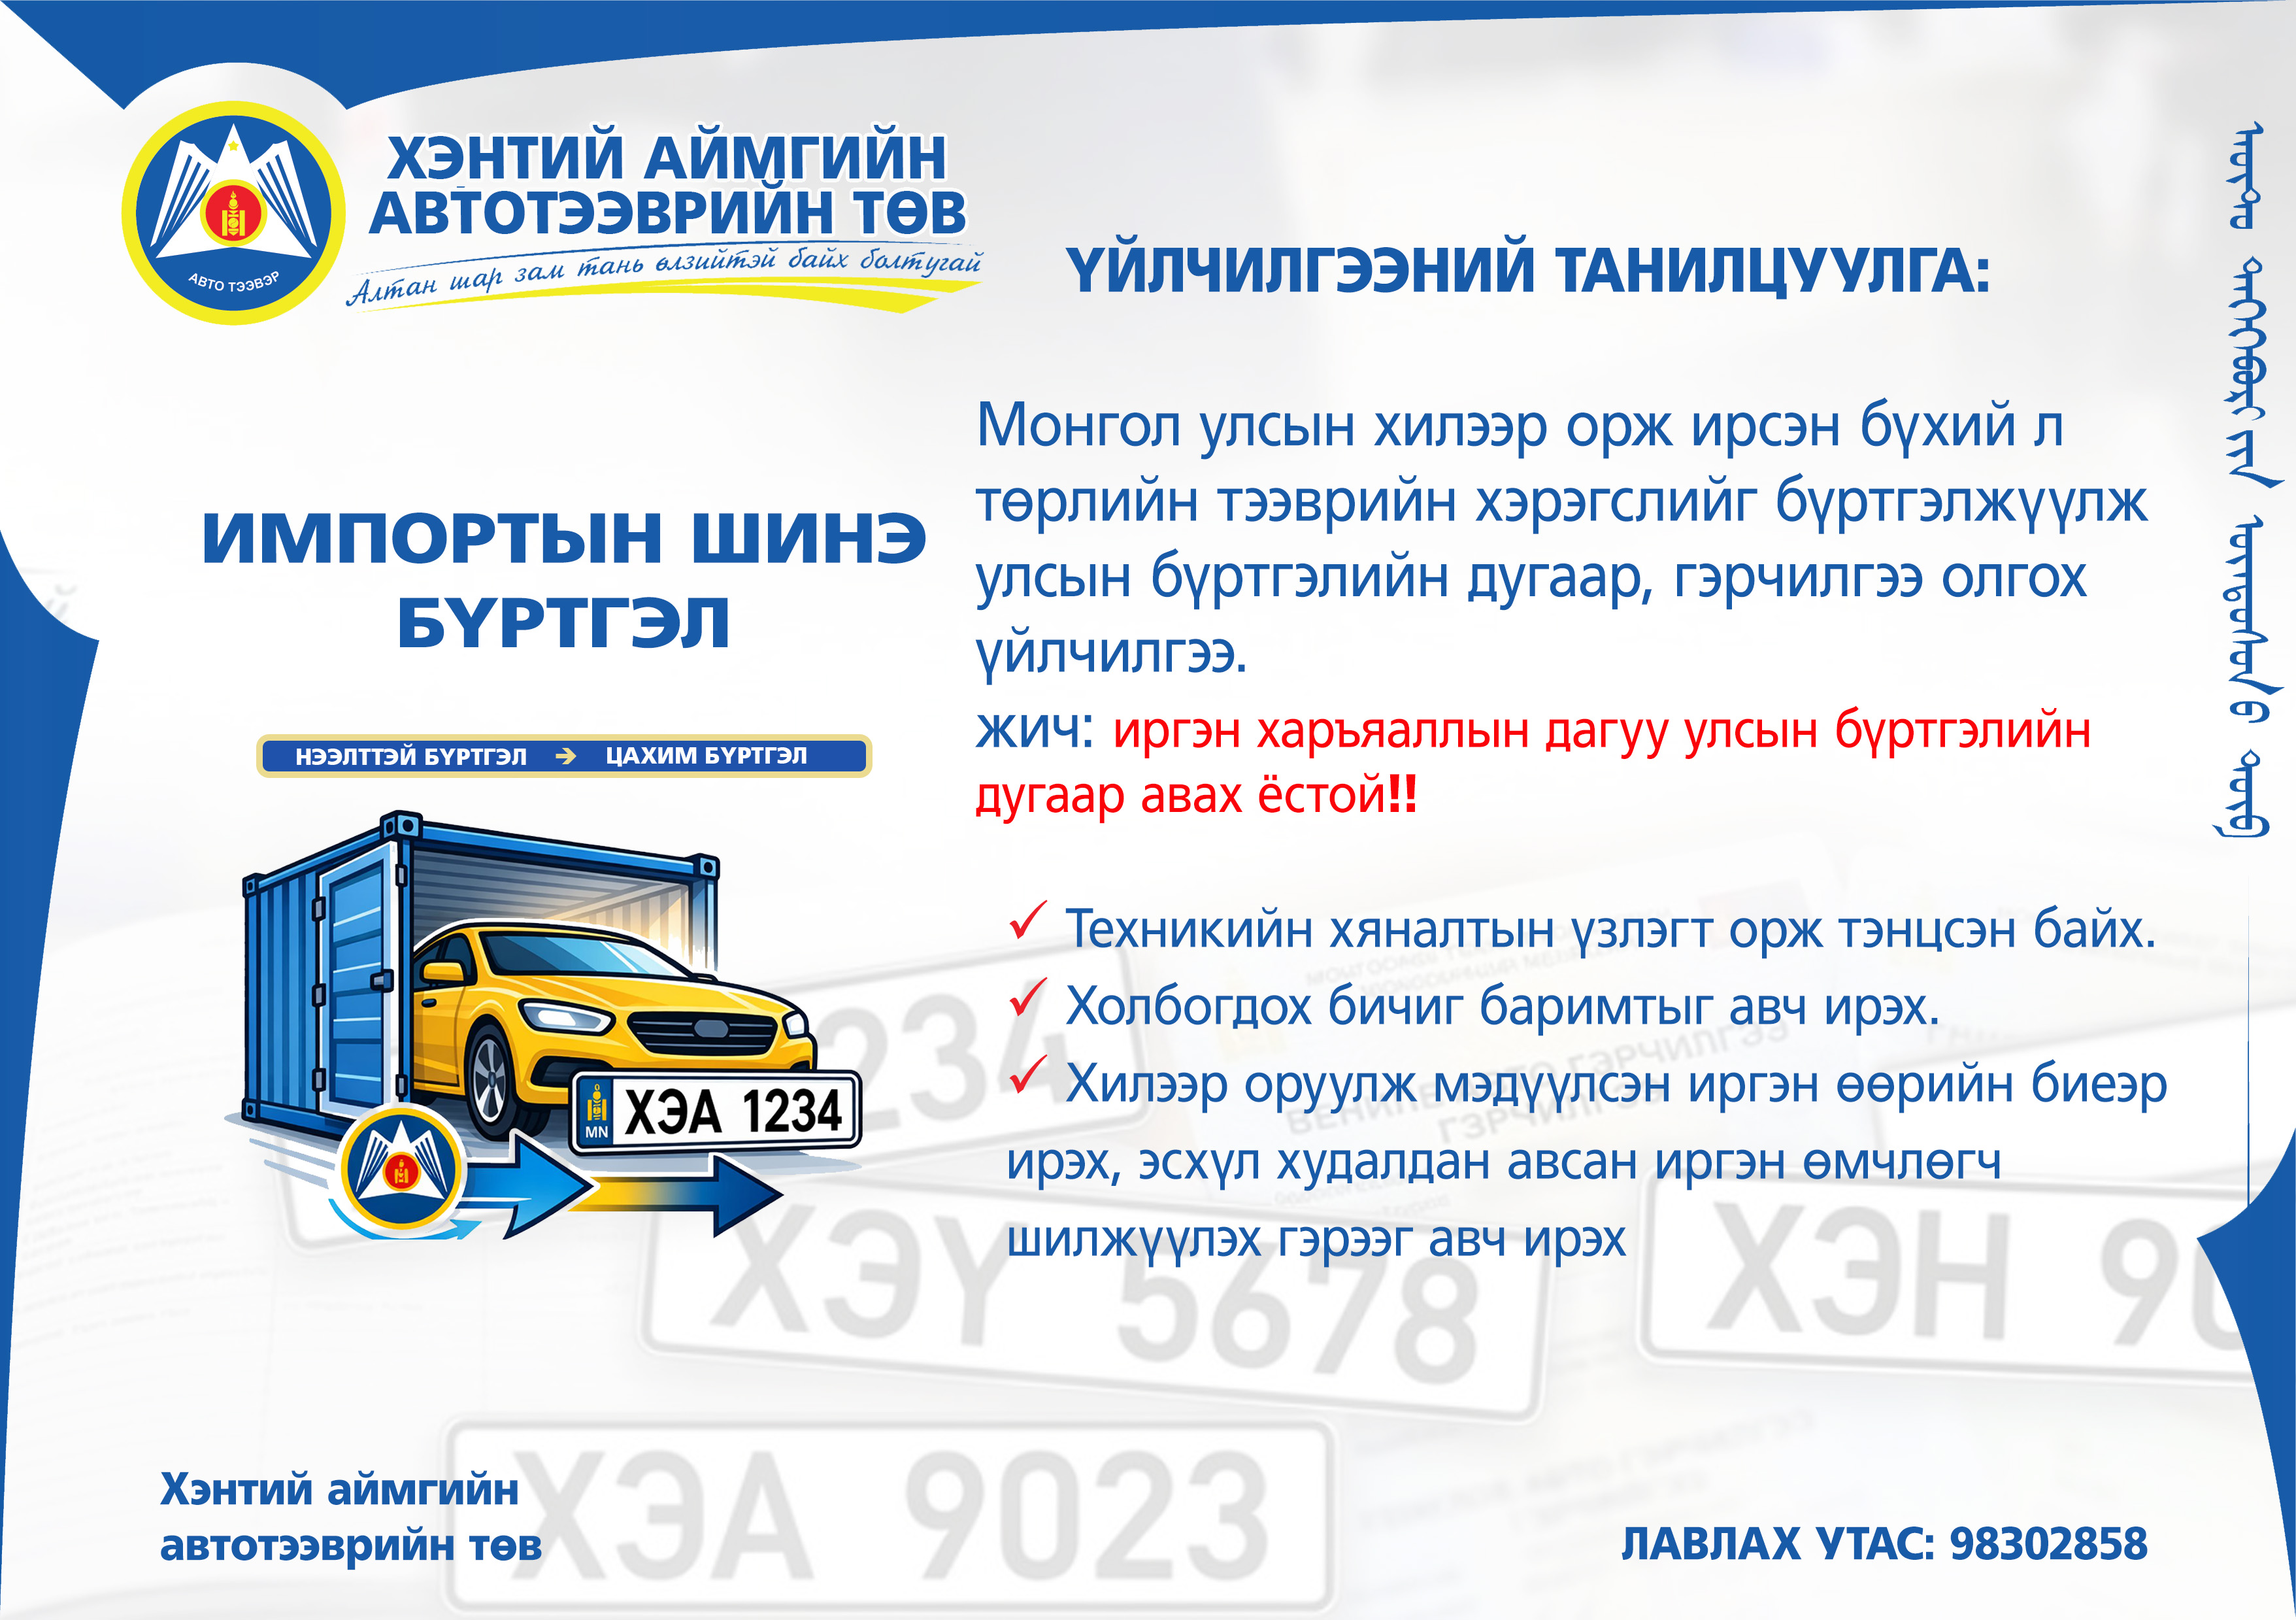 ХЭНТИЙ АЙМГИЙН
АВТОТЭЭВРИЙН ТӨВ
Алтан шар зам тань өлзийтэй байх болтугай
АВТО ТЭЭВЭР
ИМПОРТЫН ШИНЭ
БҮРТГЭЛ
НЭЭЛТТЭЙ БҮРТГЭЛ → ЦАХИМ БҮРТГЭЛ
MN ХЭА 1234
ҮЙЛЧИЛГЭЭНИЙ ТАНИЛЦУУЛГА:
Монгол улсын хилээр орж ирсэн бүхий л
төрлийн тээврийн хэрэгслийг бүртгэлжүүлж
улсын бүртгэлийн дугаар, гэрчилгээ олгох
үйлчилгээ.
жич: иргэн харъяаллын дагуу улсын бүртгэлийн
дугаар авах ёстой!!
✓ Техникийн хяналтын үзлэгт орж тэнцсэн байх.
✓ Холбогдох бичиг баримтыг авч ирэх.
✓ Хилээр оруулж мэдүүлсэн иргэн өөрийн биеэр
ирэх, эсхүл худалдан авсан иргэн өмчлөгч
шилжүүлэх гэрээг авч ирэх
234
ХЭҮ 5678
ХЭН 90
ХЭА 9023
Хэнтий аймгийн
автотээврийн төв
ЛАВЛАХ УТАС: 98302858